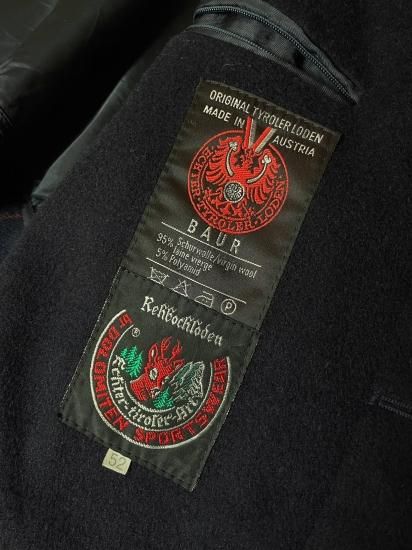 ORIGINAL TYROLER LODEN
MADE IN AUSTRIA
ECHTER·TYROLER·LODEN
BAUR
95% Schurwolle/virgin wool
laine vierge
5% Polyamid
P
Rehbockloden
®
DOLOMITEN SPORTSWEAR
Echter-tiroler-Art
52